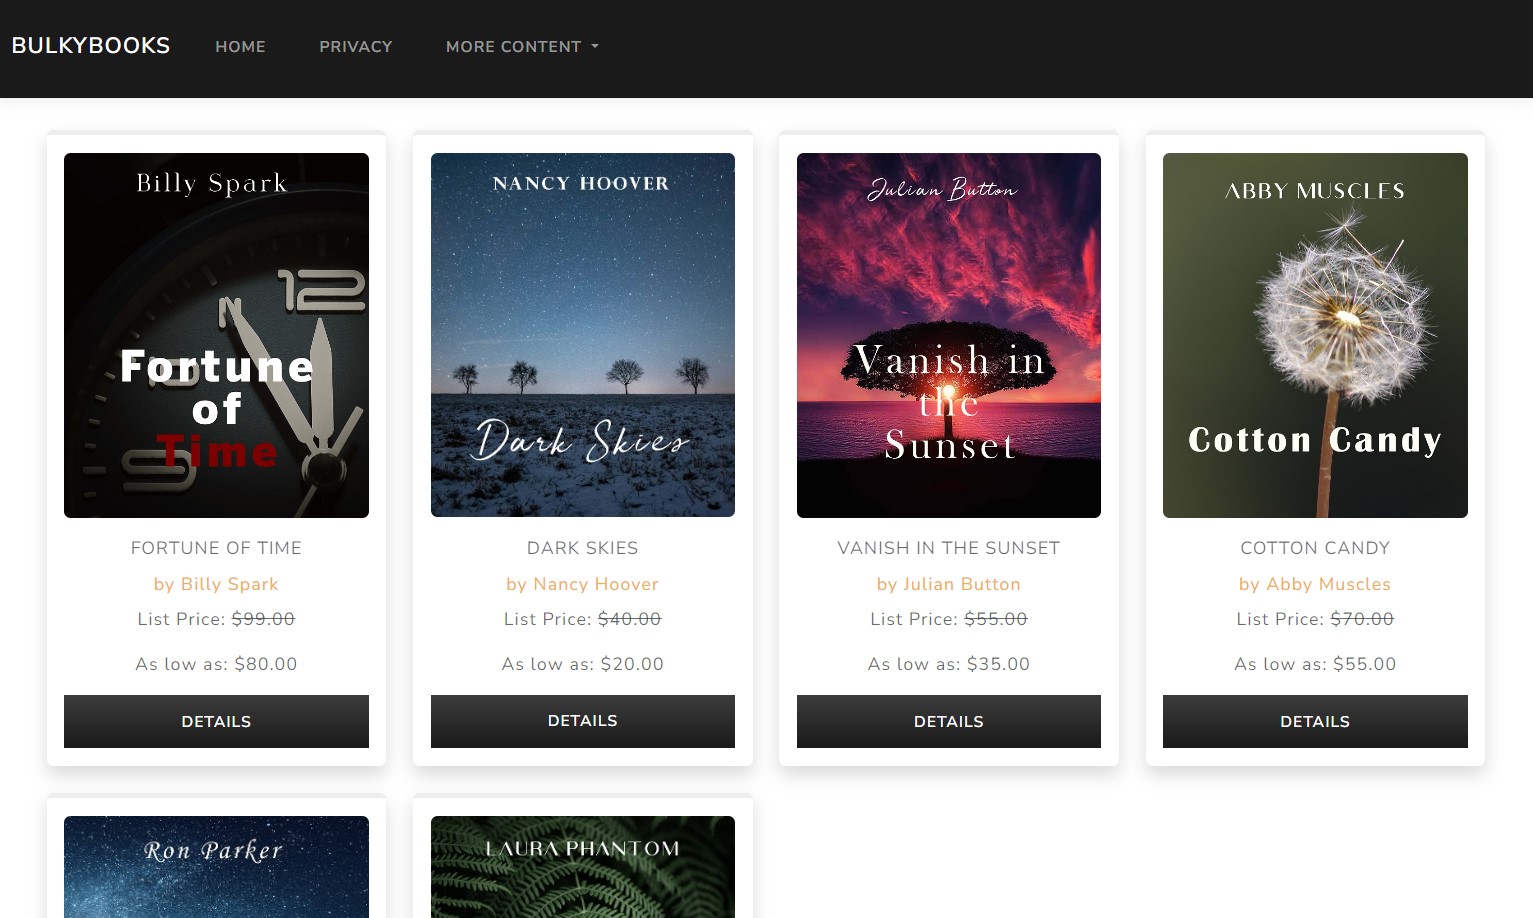 BULKYBOOKS HOME PRIVACY MORE CONTENT
Billy Spark
12
Fortune
of
Time
9
FORTUNE OF TIME
by Billy Spark
List Price: $99.00
As low as: $80.00
DETAILS
NANCY HOOVER
Dark Skies
DARK SKIES
by Nancy Hoover
List Price: $40.00
As low as: $20.00
DETAILS
Julian Button
Vanish in
the
Sunset
VANISH IN THE SUNSET
by Julian Button
List Price: $55.00
As low as: $35.00
DETAILS
ABBY MUSCLES
Cotton Candy
COTTON CANDY
by Abby Muscles
List Price: $70.00
As low as: $55.00
DETAILS
Ron Parker
LAURA PHANTOM